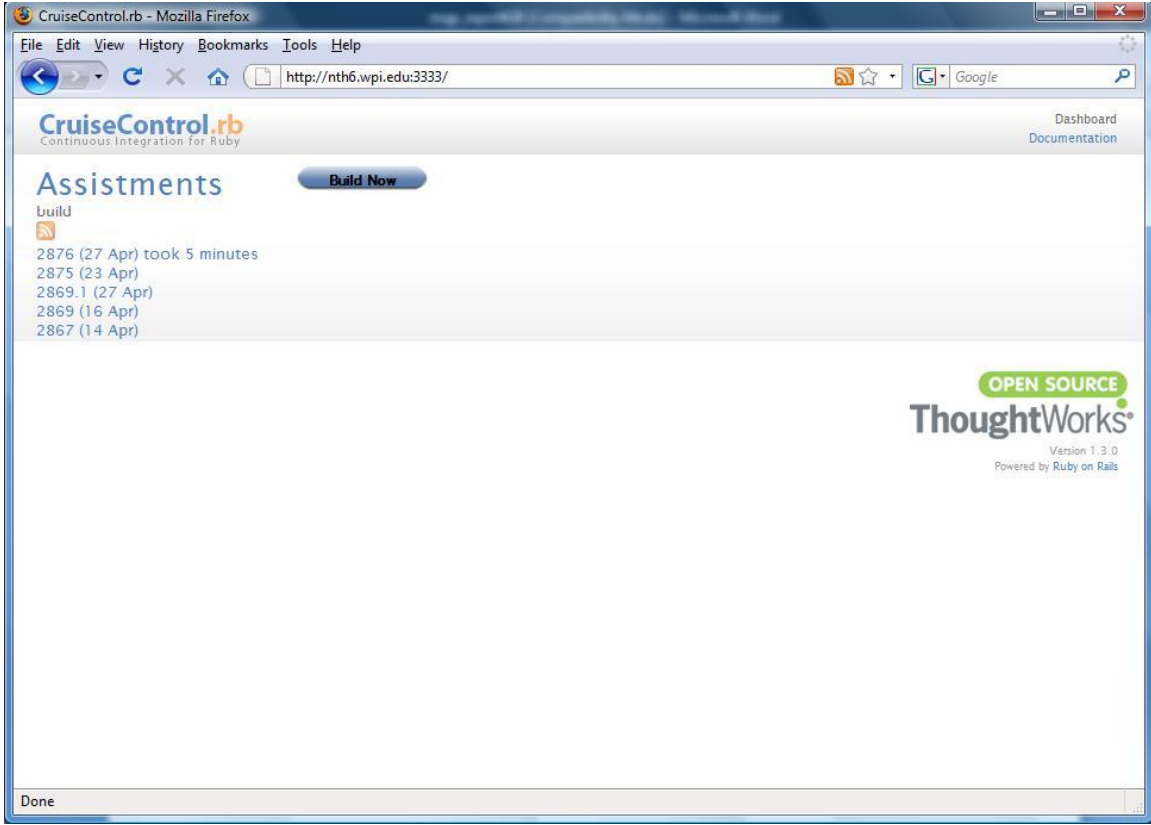 CruiseControl.rb - Mozilla Firefox
File Edit View History Bookmarks Tools Help
http://nth6.wpi.edu:3333/
G Google
CruiseControl.rb
Continuous Integration for Ruby
Dashboard
Documentation
Assistments
Build Now
build
2876 (27 Apr) took 5 minutes
2875 (23 Apr)
2869.1 (27 Apr)
2869 (16 Apr)
2867 (14 Apr)
OPEN SOURCE
ThoughtWorks®
Version 1.3.0
Powered by Ruby on Rails
Done